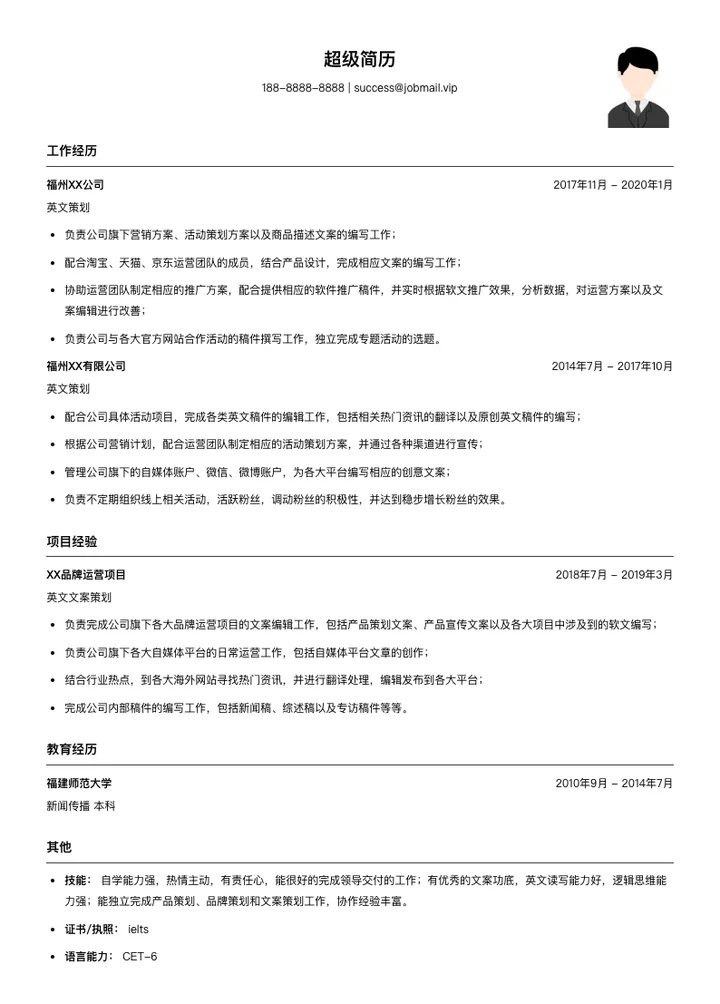 超级简历
188-8888-8888 | success@jobmail.vip
工作经历
福州XX公司 2017年11月 – 2020年1月
英文策划
• 负责公司旗下营销方案、活动策划方案以及商品描述文案的编写工作；
• 配合淘宝、天猫、京东运营团队的成员，结合产品设计，完成相应文案的编写工作；
• 协助运营团队制定相应的推广方案，配合提供相应的软件推广稿件，并实时根据软文推广效果，分析数据，对运营方案以及文
案编辑进行改善；
• 负责公司与各大官方网站合作活动的稿件撰写工作，独立完成专题活动的选题。
福州XX有限公司 2014年7月 – 2017年10月
英文策划
• 配合公司具体活动项目，完成各类英文稿件的编辑工作，包括相关热门资讯的翻译以及原创英文稿件的编写；
• 根据公司营销计划，配合运营团队制定相应的活动策划方案，并通过各种渠道进行宣传；
• 管理公司旗下的自媒体账户、微信、微博账户，为各大平台编写相应的创意文案；
• 负责不定期组织线上相关活动，活跃粉丝，调动粉丝的积极性，并达到稳步增长粉丝的效果。
项目经验
XX品牌运营项目 2018年7月 – 2019年3月
英文文案策划
• 负责完成公司旗下各大品牌运营项目的文案编辑工作，包括产品策划文案、产品宣传文案以及各大项目中涉及到的软文编写；
• 负责公司旗下各大自媒体平台的日常运营工作，包括自媒体平台文章的创作；
• 结合行业热点，到各大海外网站寻找热门资讯，并进行翻译处理，编辑发布到各大平台；
• 完成公司内部稿件的编写工作，包括新闻稿、综述稿以及专访稿件等等。
教育经历
福建师范大学 2010年9月 – 2014年7月
新闻传播 本科
其他
• 技能： 自学能力强，热情主动，有责任心，能很好的完成领导交付的工作；有优秀的文案功底，英文读写能力好，逻辑思维能
力强；能独立完成产品策划、品牌策划和文案策划工作，协作经验丰富。
• 证书/执照： ielts
• 语言能力： CET-6